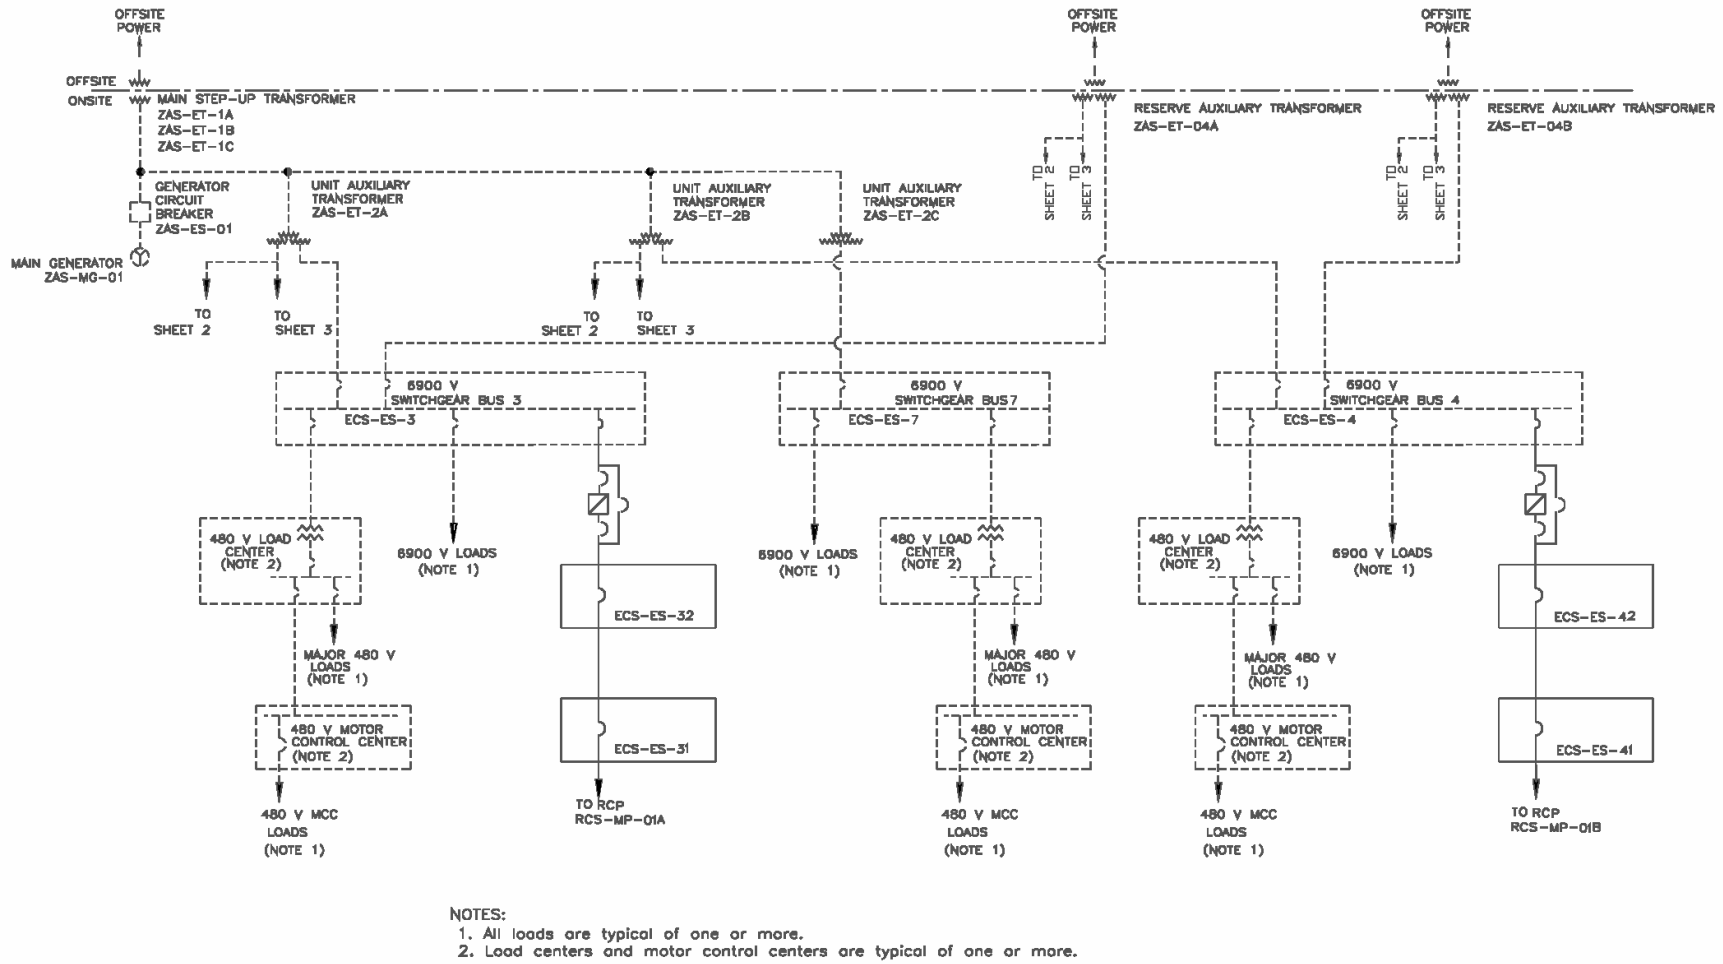 OFFSITE
POWER
OFFSITE
POWER
OFFSITE
POWER
OFFSITE
ONSITE
MAIN STEP-UP TRANSFORMER
ZAS-ET-1A
ZAS-ET-1B
ZAS-ET-1C
RESERVE AUXILIARY TRANSFORMER
ZAS-ET-04A
RESERVE AUXILIARY TRANSFORMER
ZAS-ET-04B
TO
SHEET 2
TO
SHEET 3
TO
SHEET 2
TO
SHEET 3
GENERATOR
CIRCUIT
BREAKER
ZAS-ES-01
UNIT AUXILIARY
TRANSFORMER
ZAS-ET-2A
UNIT AUXILIARY
TRANSFORMER
ZAS-ET-2B
UNIT AUXILIARY
TRANSFORMER
ZAS-ET-2C
MAIN GENERATOR
ZAS-MG-01
TO
SHEET 2
TO
SHEET 3
TO
SHEET 2
TO
SHEET 3
6900 V
SWITCHGEAR BUS 3
ECS-ES-3
6900 V
SWITCHGEAR BUS 7
ECS-ES-7
6900 V
SWITCHGEAR BUS 4
ECS-ES-4
480 V LOAD
CENTER
(NOTE 2)
6900 V LOADS
(NOTE 1)
6900 V LOADS
(NOTE 1)
480 V LOAD
CENTER
(NOTE 2)
480 V LOAD
CENTER
(NOTE 2)
6900 V LOADS
(NOTE 1)
ECS-ES-32
ECS-ES-42
MAJOR 480 V
LOADS
(NOTE 1)
MAJOR 480 V
LOADS
(NOTE 1)
MAJOR 480 V
LOADS
(NOTE 1)
480 V MOTOR
CONTROL CENTER
(NOTE 2)
ECS-ES-31
480 V MOTOR
CONTROL CENTER
(NOTE 2)
480 V MOTOR
CONTROL CENTER
(NOTE 2)
ECS-ES-41
480 V MCC
LOADS
(NOTE 1)
TO RCP
RCS-MP-01A
480 V MCC
LOADS
(NOTE 1)
480 V MCC
LOADS
(NOTE 1)
TO RCP
RCS-MP-01B
NOTES:
1. All loads are typical of one or more.
2. Load centers and motor control centers are typical of one or more.